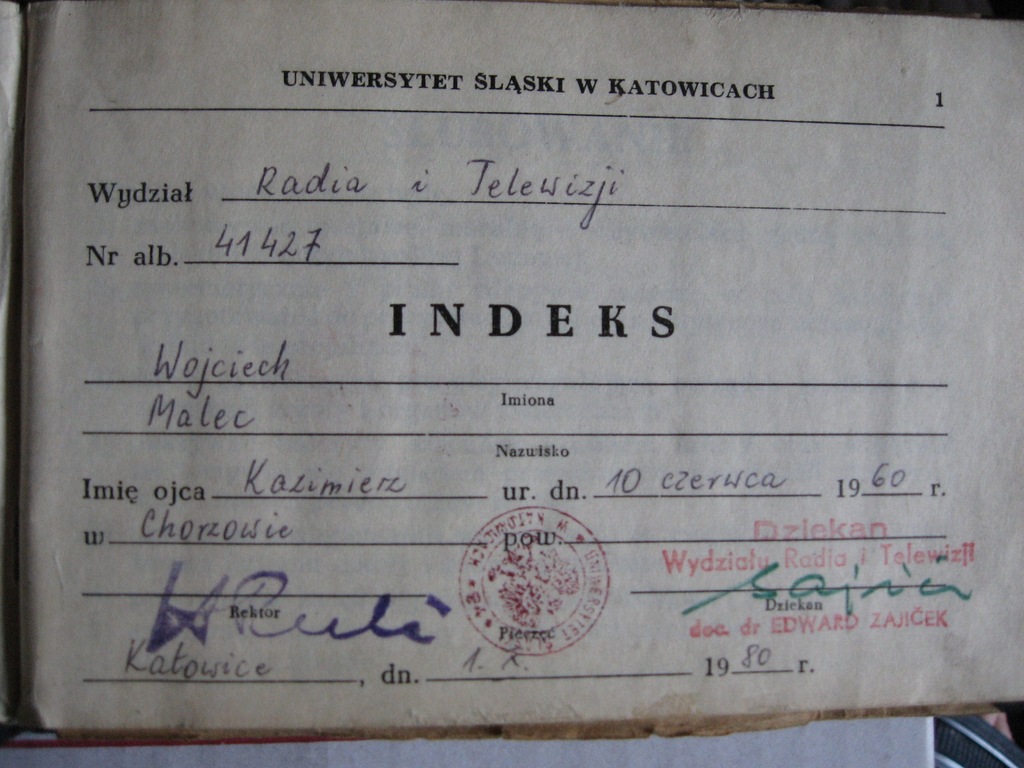 UNIWERSYTET ŚLĄSKI W KATOWICACH
1
Wydział Radia i Telewizji
Nr alb. 41427
INDEKS
Wojciech
Imiona
Malec
Nazwisko
Imię ojca Kazimierz ur. dn. 10 czerwca 1960 r.
w Chorzowie pow.
Dziekan
Wydziału Radia i Telewizji
Rektor
Pieczęć
Dziekan
doc. dr EDWARD ZAJIČEK
Katowice, dn. 1. X. 1980 r.